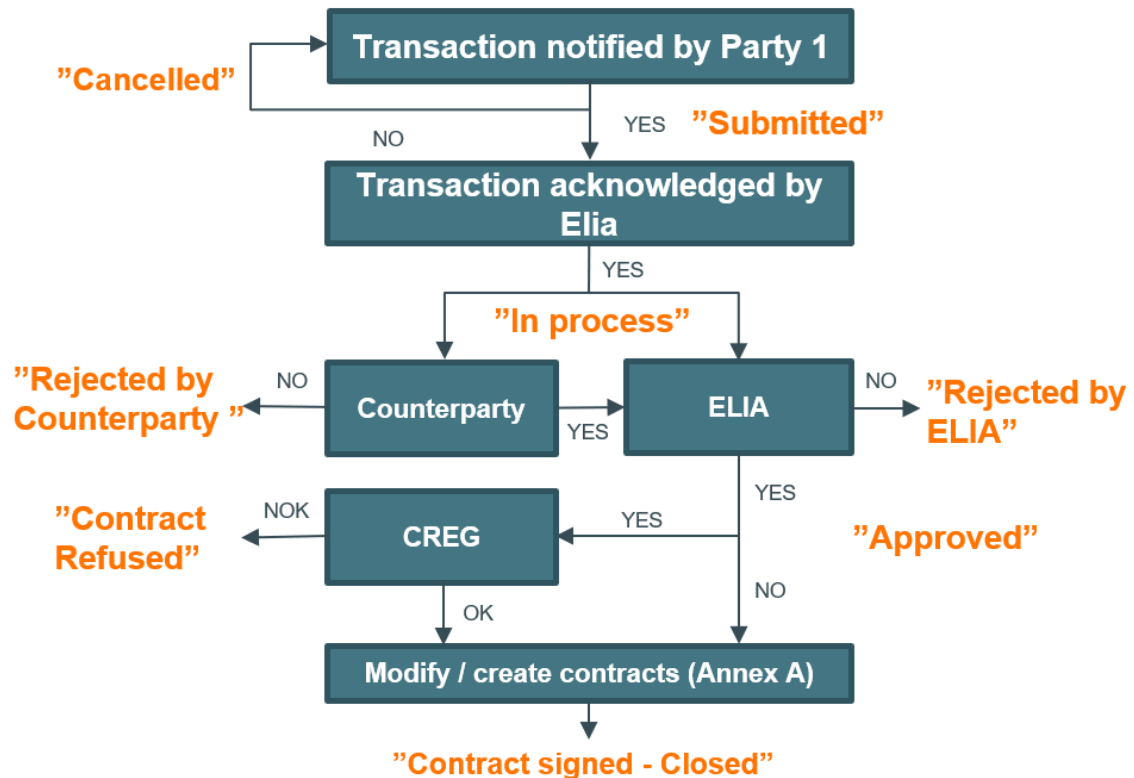 Transaction notified by Party 1
”Cancelled”
YES
”Submitted”
NO
Transaction acknowledged by
Elia
YES
”In process”
”Rejected by
Counterparty ”
NO
Counterparty
YES
ELIA
NO
”Rejected by
ELIA”
YES
”Contract
Refused”
NOK
CREG
YES
”Approved”
OK
NO
Modify / create contracts (Annex A)
”Contract signed - Closed”